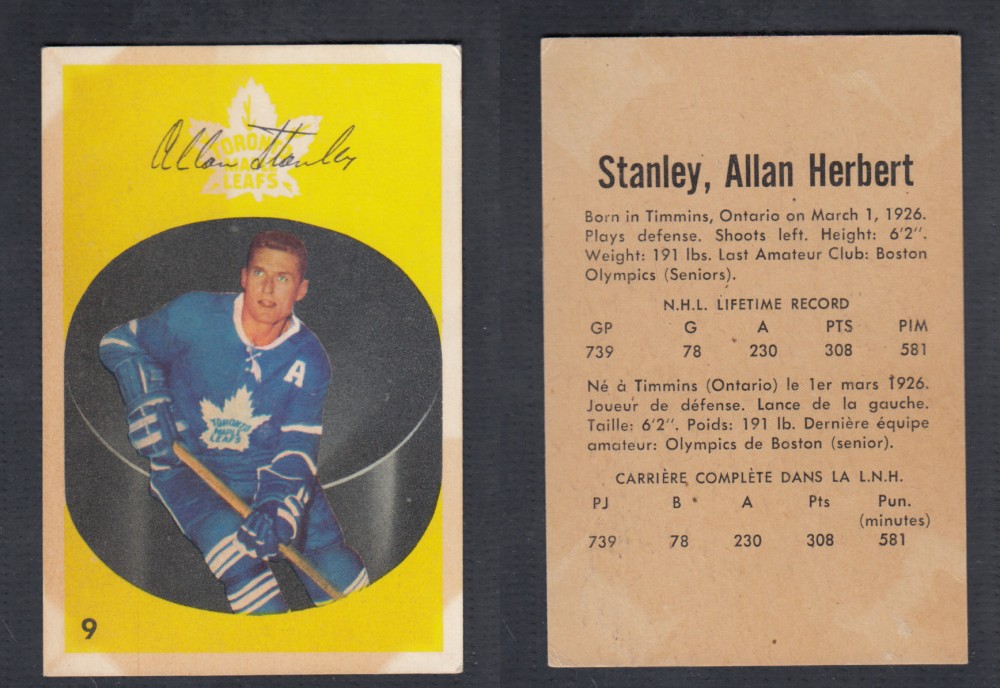 TORONTO
MAPLE
LEAFS
Allan Stanley
A
TORONTO
MAPLE
LEAFS
9
Stanley, Allan Herbert
Born in Timmins, Ontario on March 1, 1926.
Plays defense. Shoots left. Height: 6'2".
Weight: 191 lbs. Last Amateur Club: Boston
Olympics (Seniors).
N.H.L. LIFETIME RECORD
GP G A PTS PIM
739 78 230 308 581
Né à Timmins (Ontario) le 1er mars 1926.
Joueur de défense. Lance de la gauche.
Taille: 6'2". Poids: 191 lb. Dernière équipe
amateur: Olympics de Boston (senior).
CARRIÈRE COMPLÈTE DANS LA L.N.H.
PJ B A Pts Pun.
(minutes)
739 78 230 308 581